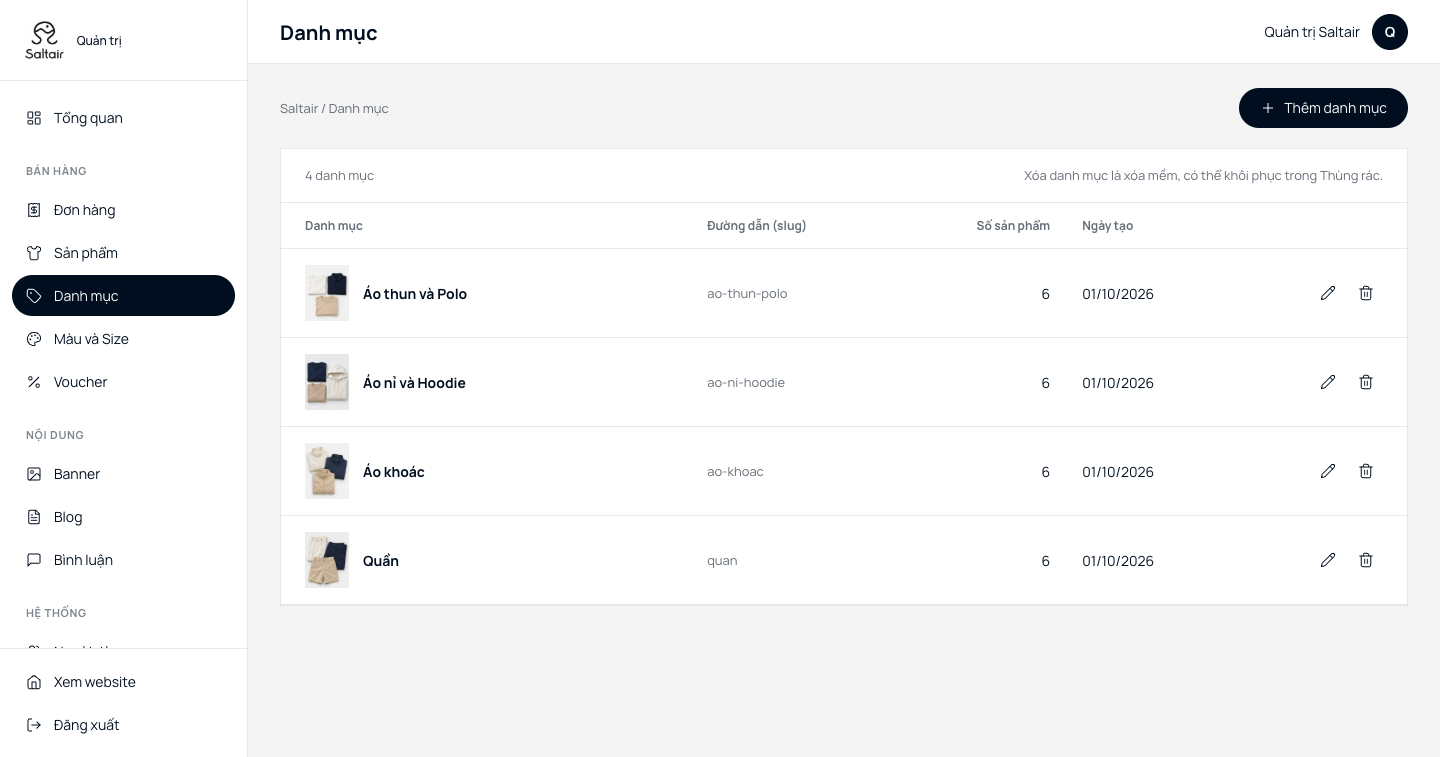 Saltair
Quản trị
Danh mục
Quản trị Saltair
Q
Tổng quan
BÁN HÀNG
Đơn hàng
Sản phẩm
Danh mục
Màu và Size
Voucher
NỘI DUNG
Banner
Blog
Bình luận
HỆ THỐNG
Xem website
Đăng xuất
Saltair / Danh mục
Thêm danh mục
4 danh mục
Xóa danh mục là xóa mềm, có thể khôi phục trong Thùng rác.
Danh mục Đường dẫn (slug) Số sản phẩm Ngày tạo
Áo thun và Polo ao-thun-polo 6 01/10/2026
Áo nỉ và Hoodie ao-ni-hoodie 6 01/10/2026
Áo khoác ao-khoac 6 01/10/2026
Quần quan 6 01/10/2026